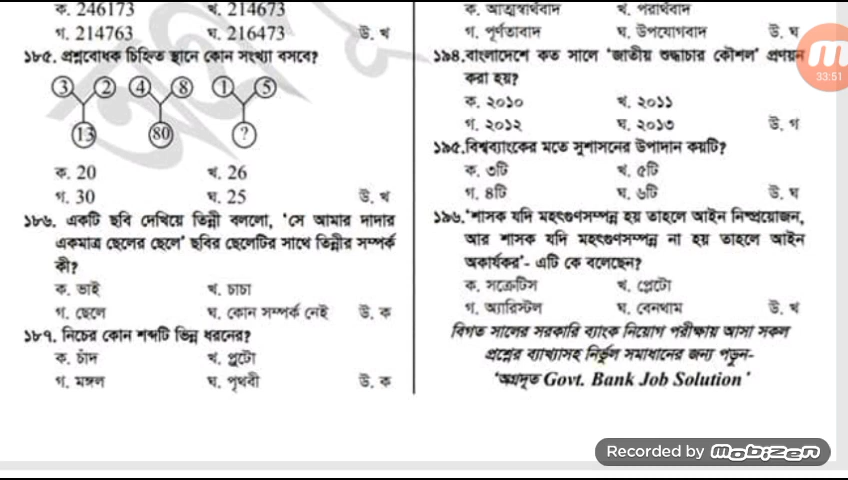 ক. 246173 খ. 214673
গ. 214763 ঘ. 216473 উ. খ
১৮৫. প্রশ্নবোধক চিহ্নিত স্থানে কোন সংখ্যা বসবে?
3 2 4 8 1 5
13 80 ?
ক. 20 খ. 26
গ. 30 ঘ. 25 উ. খ
১৮৬. একটি ছবি দেখিয়ে তিন্নী বললো, ‘সে আমার দাদার
একমাত্র ছেলের ছেলে’ ছবির ছেলেটির সাথে তিন্নীর সম্পর্ক
কী?
ক. ভাই খ. চাচা
গ. ছেলে ঘ. কোন সম্পর্ক নেই উ. ক
১৮৭. নিচের কোন শব্দটি ভিন্ন ধরনের?
ক. চাঁদ খ. প্লুটো
গ. মঙ্গল ঘ. পৃথবী উ. ক
ক. আত্মস্বার্থবাদ খ. পরার্থবাদ
গ. পূর্ণতাবাদ ঘ. উপযোগবাদ উ. ঘ
১৯৪.বাংলাদেশে কত সালে ‘জাতীয় শুদ্ধাচার কৌশল’ প্রণয়ন
করা হয়?
ক. ২০১০ খ. ২০১১
গ. ২০১২ ঘ. ২০১৩ উ. গ
১৯৫.বিশ্বব্যাংকের মতে সুশাসনের উপাদান কয়টি?
ক. ৩টি খ. ৫টি
গ. ৪টি ঘ. ৬টি উ. ঘ
১৯৬.‘শাসক যদি মহৎগুণসম্পন্ন হয় তাহলে আইন নিষ্প্রয়োজন,
আর শাসক যদি মহৎগুণসম্পন্ন না হয় তাহলে আইন
অকার্যকর’- এটি কে বলেছেন?
ক. সক্রেটিস খ. প্লেটো
গ. অ্যারিস্টল ঘ. বেনথাম উ. খ
বিগত সালের সরকারি ব্যাংক নিয়োগ পরীক্ষায় আসা সকল
প্রশ্নের ব্যাখ্যাসহ নির্ভুল সমাধানের জন্য পড়ুন-
‘অগ্রদূত Govt. Bank Job Solution’
33:51
Recorded by mobizen